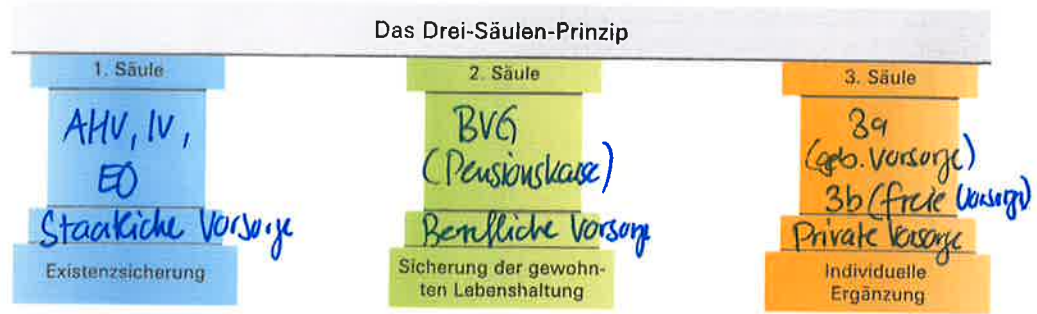 Das Drei-Säulen-Prinzip
1. Säule
AHV, IV,
EO
Staatliche Vorsorge
Existenzsicherung
2. Säule
BVG
(Pensionskasse)
Berufliche Vorsorge
Sicherung der gewohn-
ten Lebenshaltung
3. Säule
3a
(geb. Vorsorge)
3b (freie Vorsorge)
Private Vorsorge
Individuelle
Ergänzung